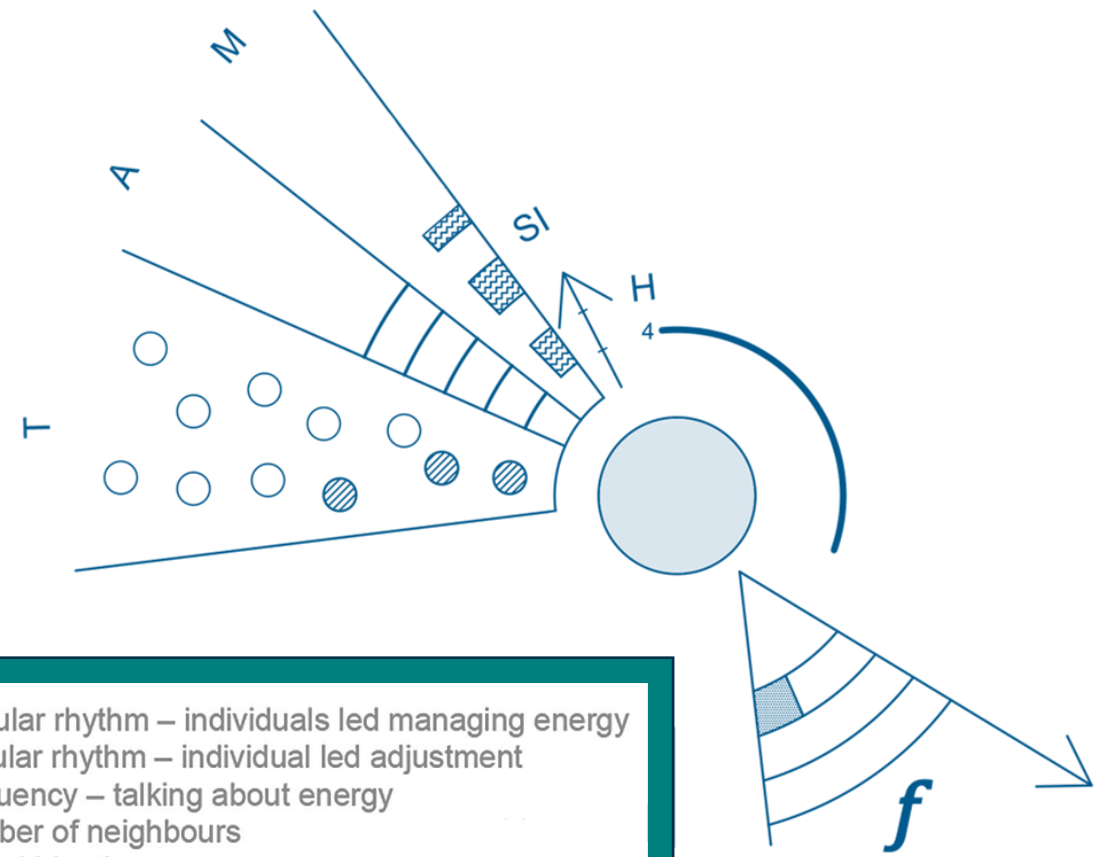 M
A
SI
H
4
T
f
ular rhythm – individuals led managing energy
ular rhythm – individual led adjustment
uency – talking about energy
ber of neighbours